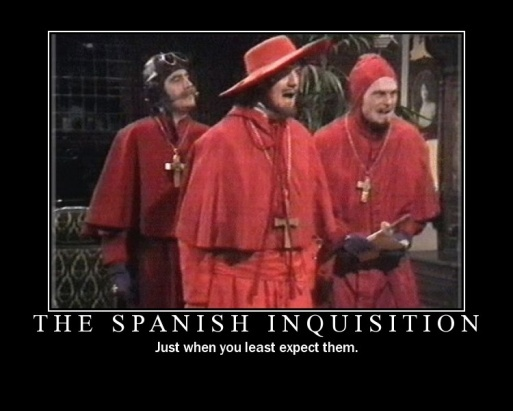 THE SPANISH INQUISITION
Just when you least expect them.